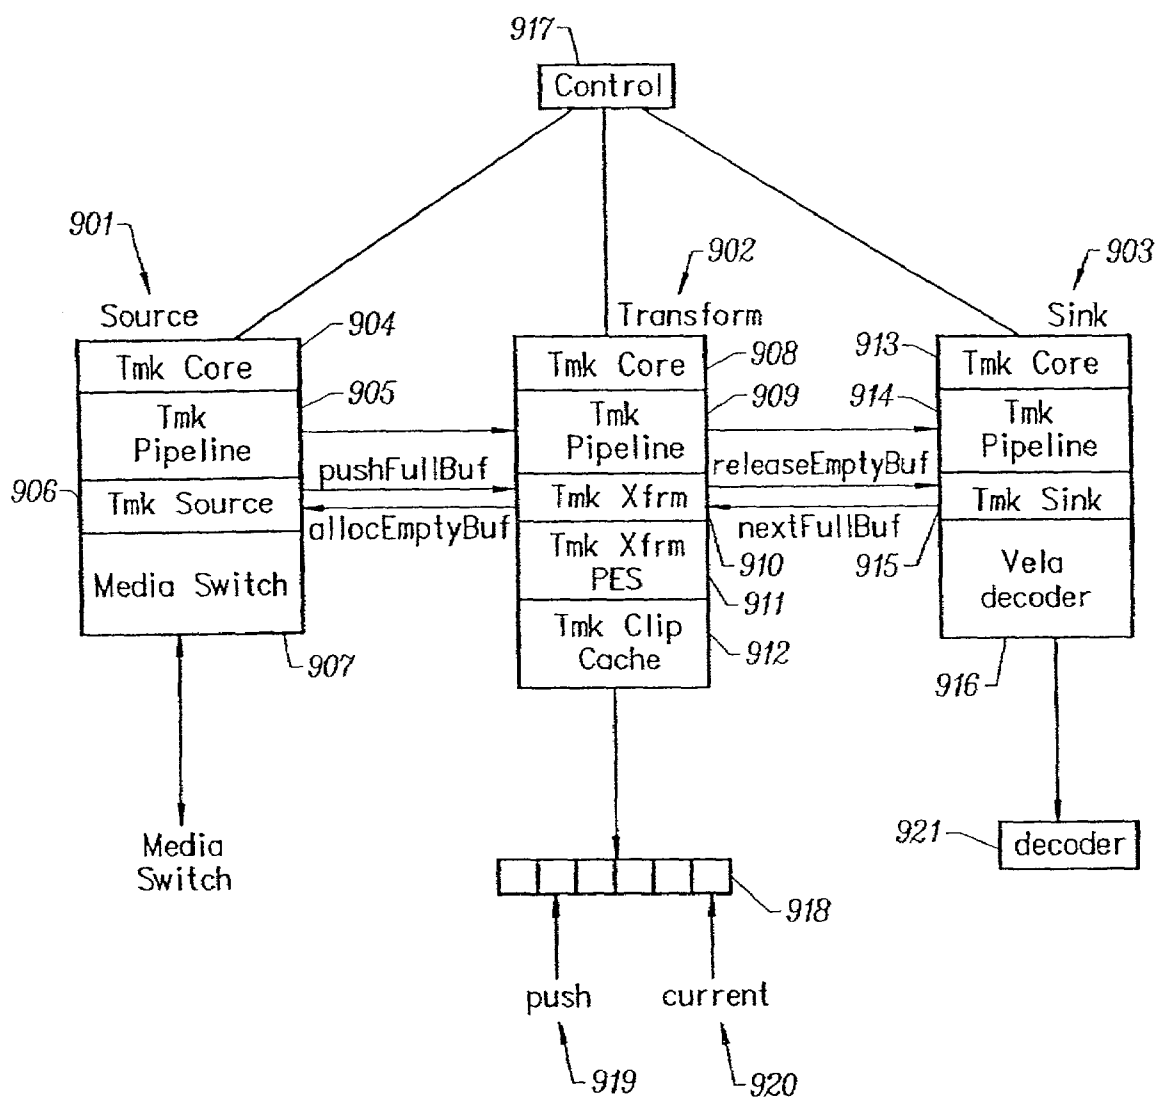 917
Control
901
902
903
Source
Transform
Sink
904
908
913
Tmk Core
Tmk Core
Tmk Core
905
909
914
Tmk
Pipeline
Tmk
Pipeline
Tmk
Pipeline
pushFullBuf
releaseEmptyBuf
906
Tmk Source
Tmk Xfrm
Tmk Sink
allocEmptyBuf
nextFullBuf
910
915
Media Switch
Tmk Xfrm
PES
Vela
decoder
911
907
Tmk Clip
Cache
912
916
Media
Switch
921
decoder
918
push
current
919
920